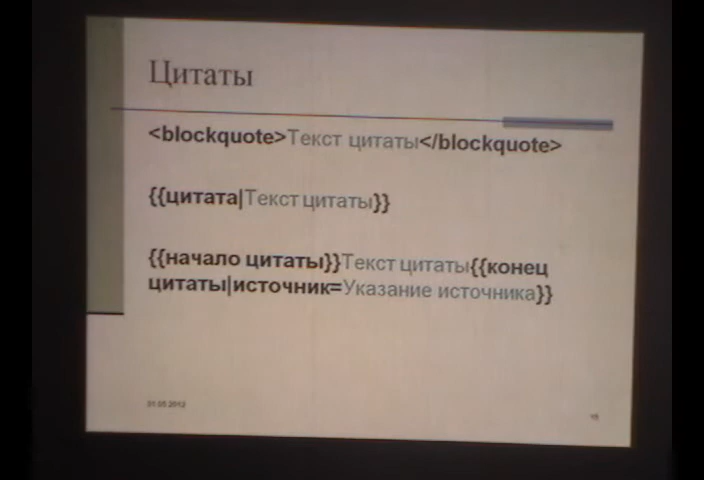 Цитаты
<blockquote>Текст цитаты</blockquote>
{{цитата|Текст цитаты}}
{{начало цитаты}}Текст цитаты{{конец
цитаты|источник=Указание источника}}